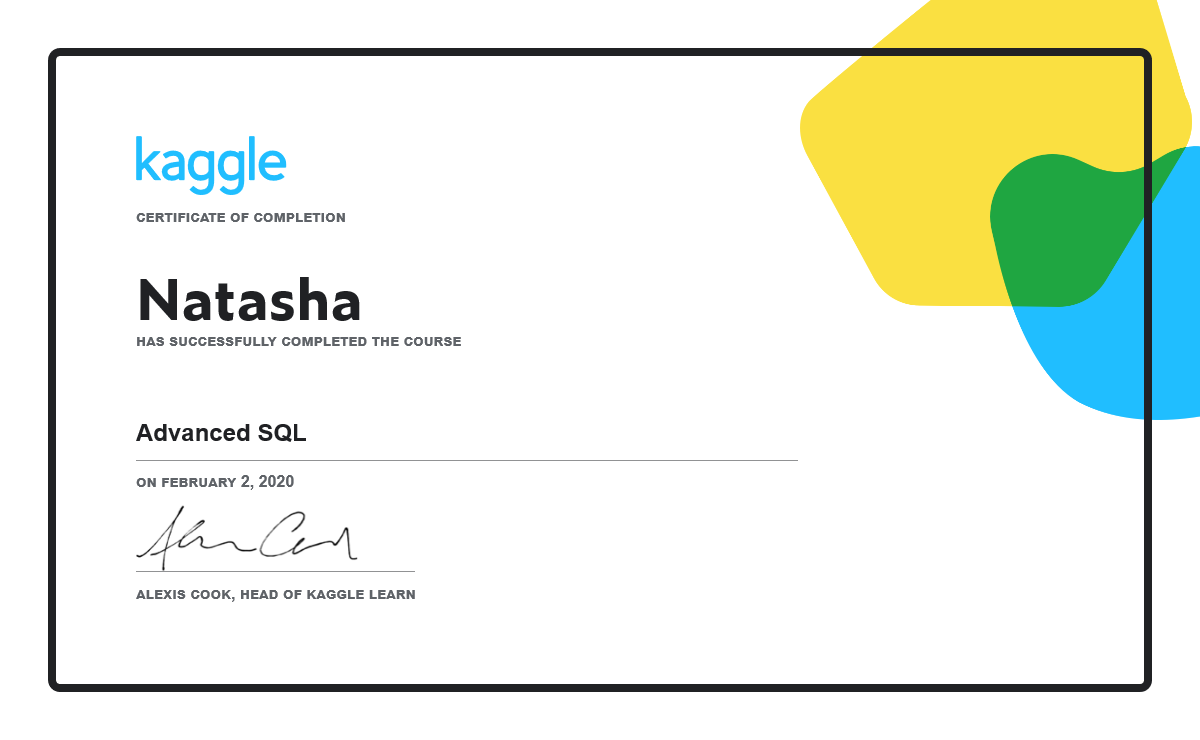 kaggle
CERTIFICATE OF COMPLETION
Natasha
HAS SUCCESSFULLY COMPLETED THE COURSE
Advanced SQL
ON FEBRUARY 2, 2020
Alexis Cook
ALEXIS COOK, HEAD OF KAGGLE LEARN